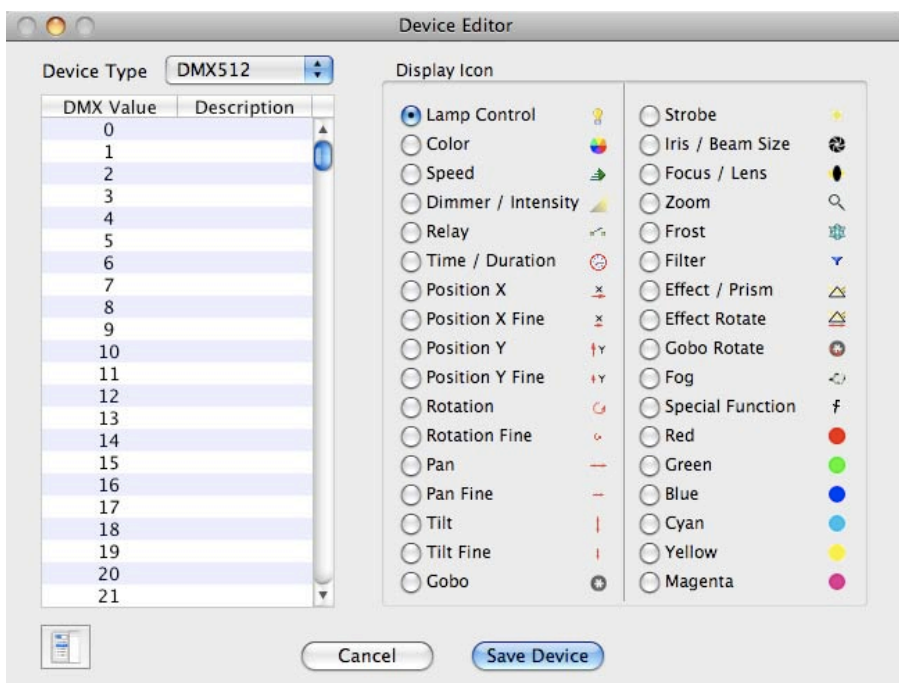 Device Editor
Device Type DMX512
DMX Value Description
0
1
2
3
4
5
6
7
8
9
10
11
12
13
14
15
16
17
18
19
20
21
Display Icon
Lamp Control
Color
Speed
Dimmer / Intensity
Relay
Time / Duration
Position X
Position X Fine
Position Y
Position Y Fine
Rotation
Rotation Fine
Pan
Pan Fine
Tilt
Tilt Fine
Gobo
Strobe
Iris / Beam Size
Focus / Lens
Zoom
Frost
Filter
Effect / Prism
Effect Rotate
Gobo Rotate
Fog
Special Function
Red
Green
Blue
Cyan
Yellow
Magenta
Cancel
Save Device